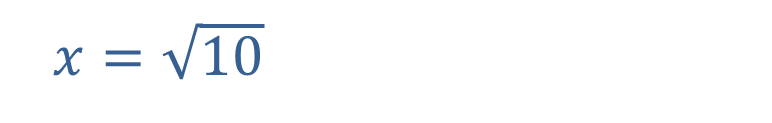 x = √10